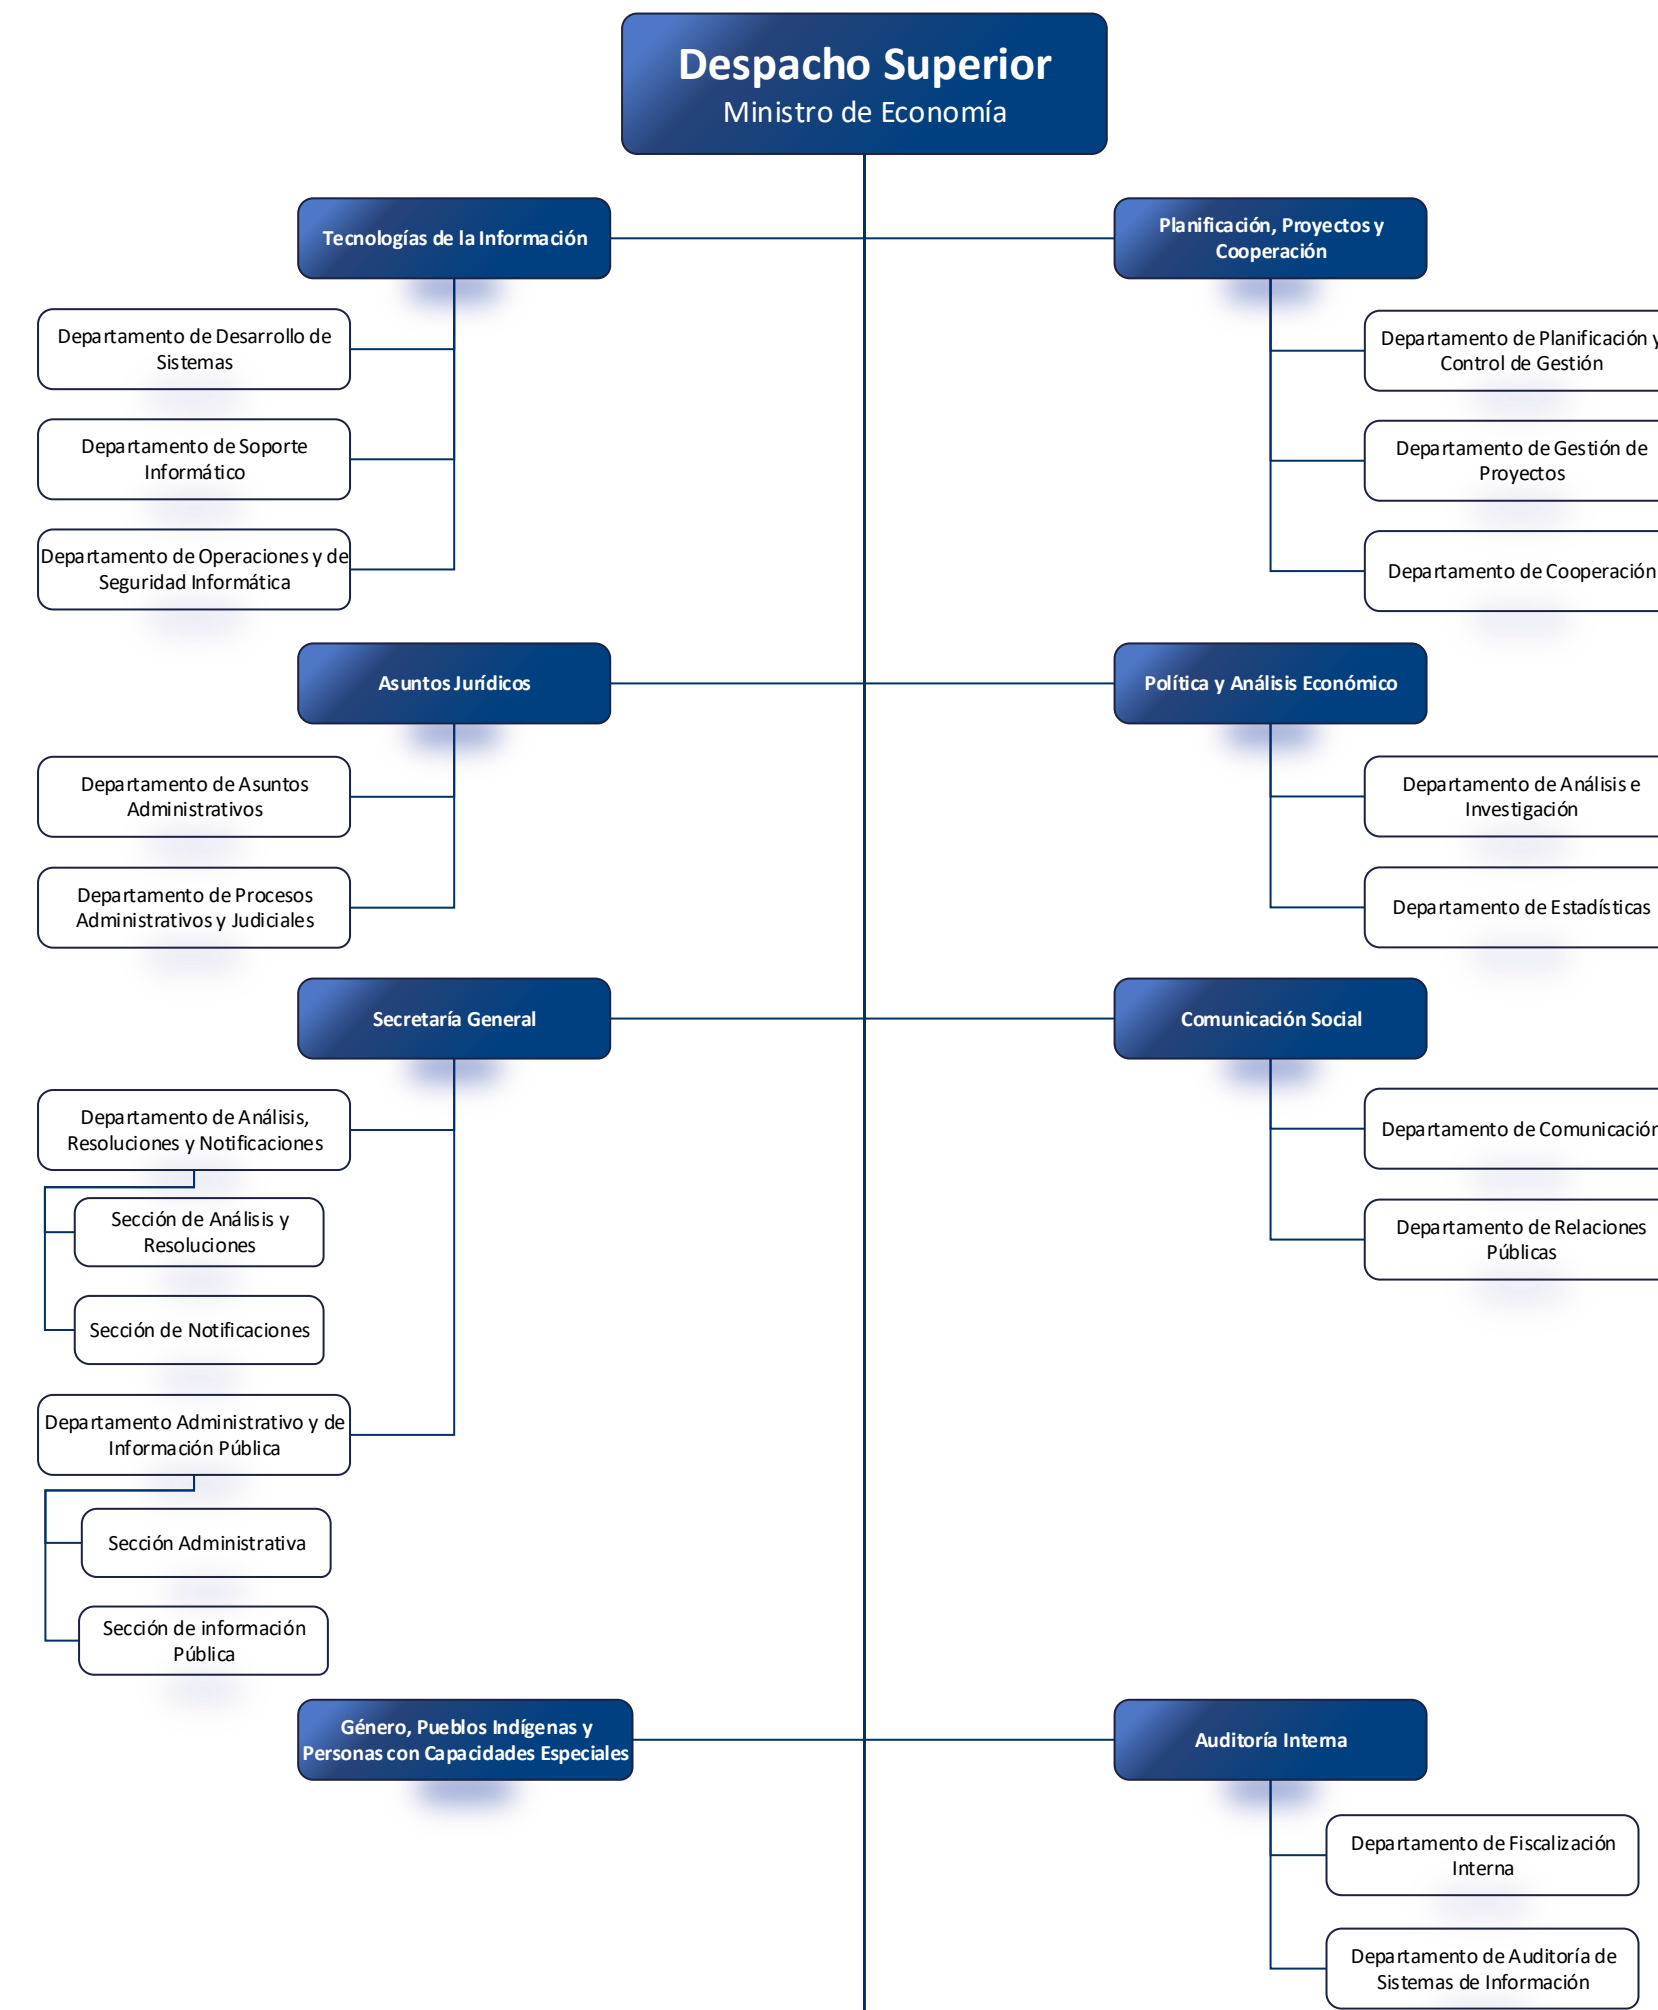 Despacho Superior
Ministro de Economía
Tecnologías de la Información
Departamento de Desarrollo de
Sistemas
Departamento de Soporte
Informático
Departamento de Operaciones y de
Seguridad Informática
Planificación, Proyectos y
Cooperación
Departamento de Planificación y
Control de Gestión
Departamento de Gestión de
Proyectos
Departamento de Cooperación
Asuntos Jurídicos
Departamento de Asuntos
Administrativos
Departamento de Procesos
Administrativos y Judiciales
Política y Análisis Económico
Departamento de Análisis e
Investigación
Departamento de Estadísticas
Secretaría General
Departamento de Análisis,
Resoluciones y Notificaciones
Sección de Análisis y
Resoluciones
Sección de Notificaciones
Departamento Administrativo y de
Información Pública
Sección Administrativa
Sección de información
Pública
Comunicación Social
Departamento de Comunicación
Departamento de Relaciones
Públicas
Género, Pueblos Indígenas y
Personas con Capacidades Especiales
Auditoría Interna
Departamento de Fiscalización
Interna
Departamento de Auditoría de
Sistemas de Información